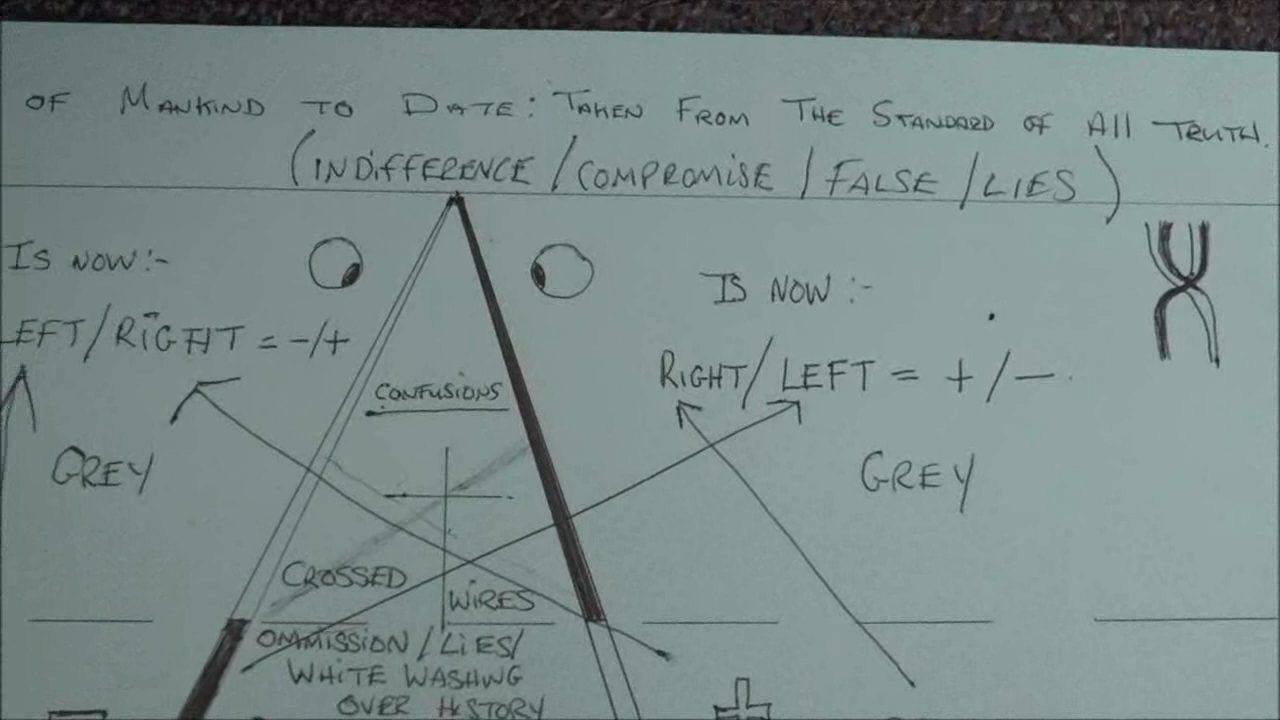 OF MANKIND TO DATE: TAKEN FROM THE STANDARD OF All TRUTH.
(INDIFFERENCE / COMPROMISE / FALSE / LIES)
IS NOW:-
LEFT/RIGHT = -/+
GREY
CONFUSIONS
IS NOW :-
RIGHT/LEFT = +/-
GREY
CROSSED WIRES
OMMISSION/LIES/
WHITE WASHING
OVER HISTORY